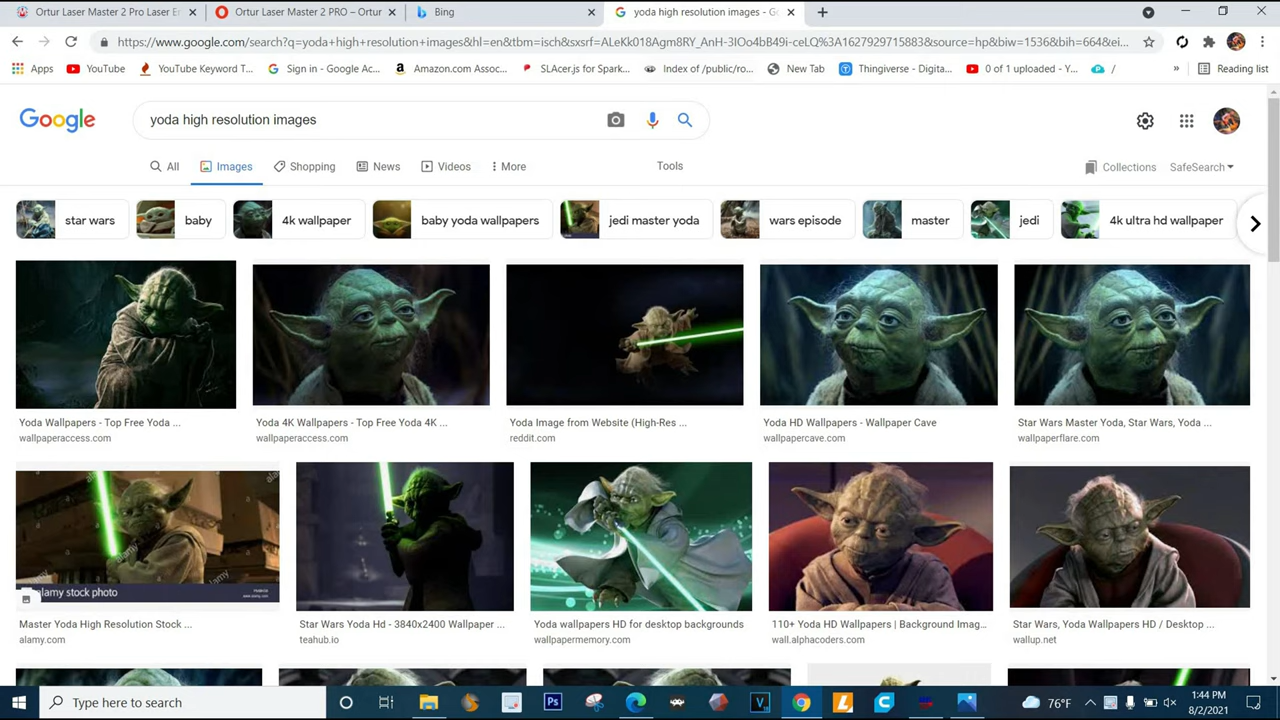 Ortur Laser Master 2 Pro Laser En
Ortur Laser Master 2 PRO – Ortur
Bing
yoda high resolution images - Go
https://www.google.com/search?q=yoda+high+resolution+images&hl=en&tbm=isch&sxsrf=ALeKk018Agm8RY_AnH-3IOo4bB49i-ceLQ%3A1627929715883&source=hp&biw=1536&bih=664&ei...
Apps
YouTube
YouTube Keyword T...
Sign in - Google Ac...
Amazon.com Assoc...
SLAcer.js for Spark...
Index of /public/ro...
New Tab
Thingiverse - Digita...
0 of 1 uploaded - Y...
/
»
Reading list
Google
yoda high resolution images
All
Images
Shopping
News
Videos
More
Tools
Collections
SafeSearch
star wars
baby
4k wallpaper
baby yoda wallpapers
jedi master yoda
wars episode
master
jedi
4k ultra hd wallpaper
Yoda Wallpapers - Top Free Yoda ...
wallpaperaccess.com
Yoda 4K Wallpapers - Top Free Yoda 4K ...
wallpaperaccess.com
Yoda Image from Website (High-Res ...
reddit.com
Yoda HD Wallpapers - Wallpaper Cave
wallpapercave.com
Star Wars Master Yoda, Star Wars, Yoda ...
wallpaperflare.com
alamy
alamy
alamy stock photo
Master Yoda High Resolution Stock ...
alamy.com
Star Wars Yoda Hd - 3840x2400 Wallpaper ...
teahub.io
Yoda wallpapers HD for desktop backgrounds
wallpapermemory.com
110+ Yoda HD Wallpapers | Background Imag...
wall.alphacoders.com
Star Wars, Yoda Wallpapers HD / Desktop ...
wallup.net
Type here to search
Ps
76°F
1:44 PM
8/2/2021